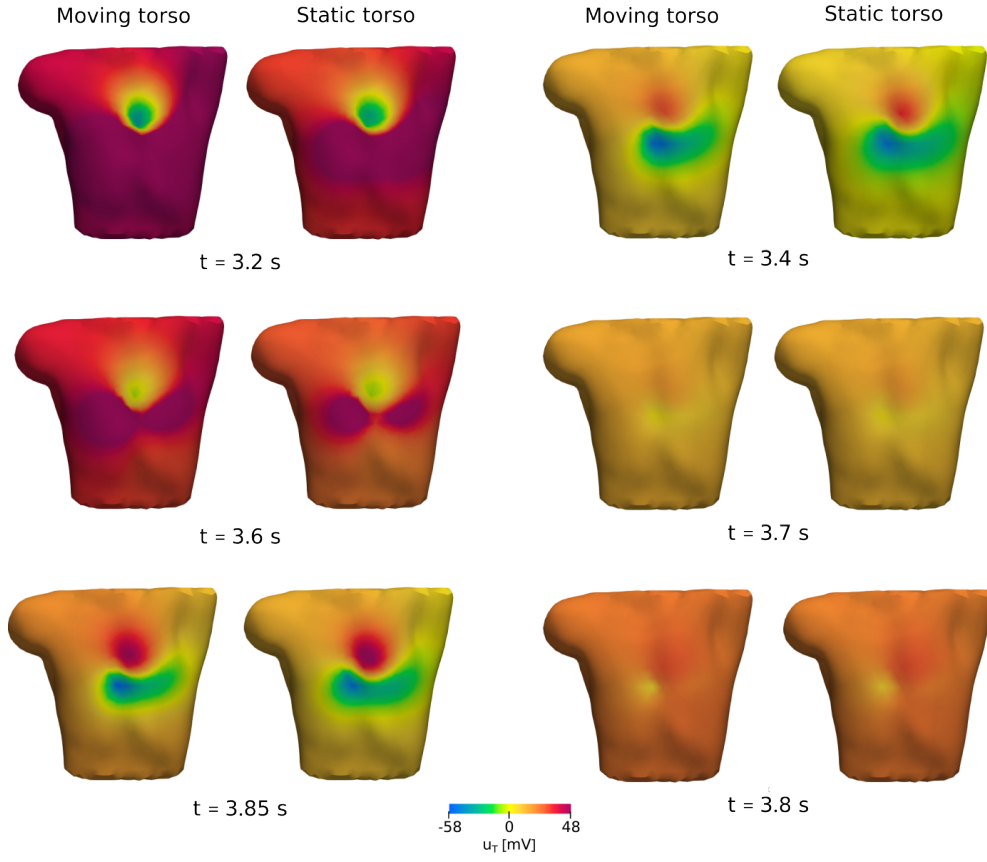 Moving torso
Static torso
Moving torso
Static torso
t = 3.2 s
t = 3.4 s
t = 3.6 s
t = 3.7 s
t = 3.85 s
t = 3.8 s
-58 0 48
u_T [mV]